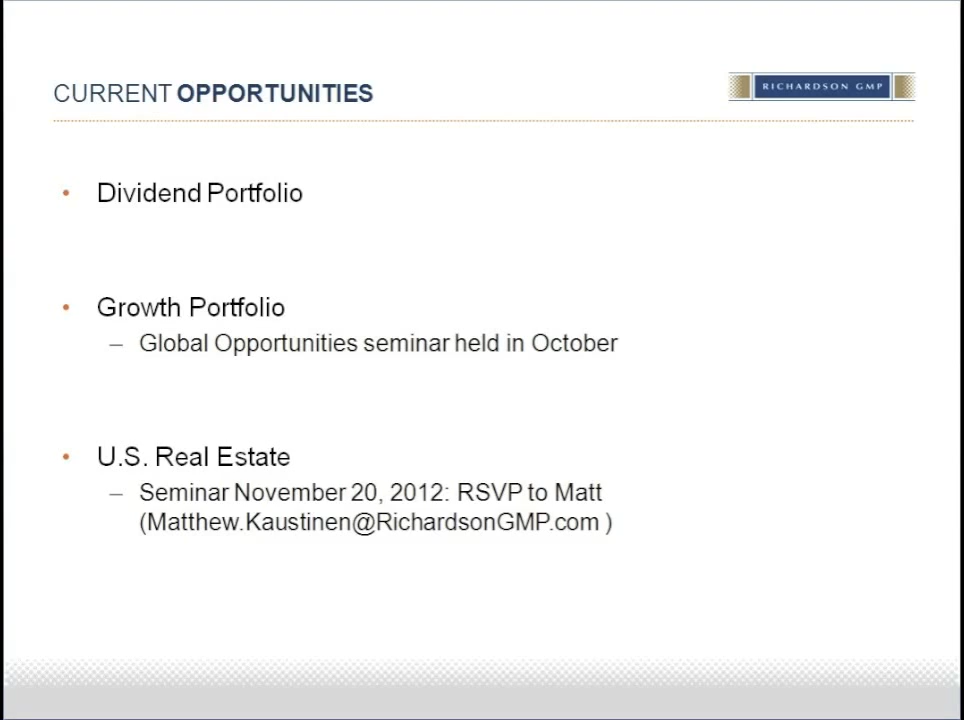 CURRENT OPPORTUNITIES
RICHARDSON GMP
• Dividend Portfolio
• Growth Portfolio
– Global Opportunities seminar held in October
• U.S. Real Estate
– Seminar November 20, 2012: RSVP to Matt
(Matthew.Kaustinen@RichardsonGMP.com )